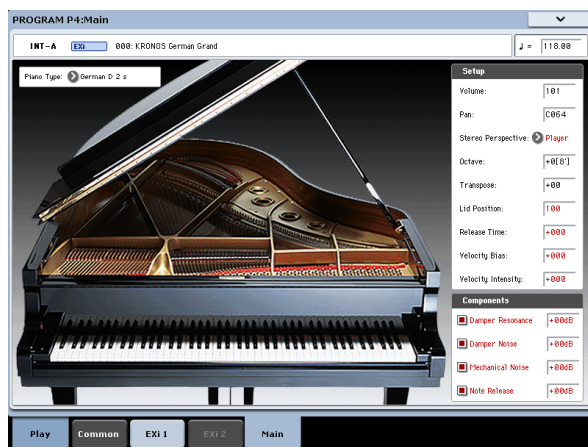 PROGRAM P4:Main
INT-A EXi 000: KRONOS German Grand ♩ = 118.00
Piano Type: German D 2 s
Setup
Volume: 101
Pan: C064
Stereo Perspective: Player
Octave: +0[8']
Transpose: +00
Lid Position: 100
Release Time: +000
Velocity Bias: +000
Velocity Intensity: +000
Components
Damper Resonance +00dB
Damper Noise +00dB
Mechanical Noise +00dB
Note Release +00dB
Play Common EXi 1 EXi 2 Main